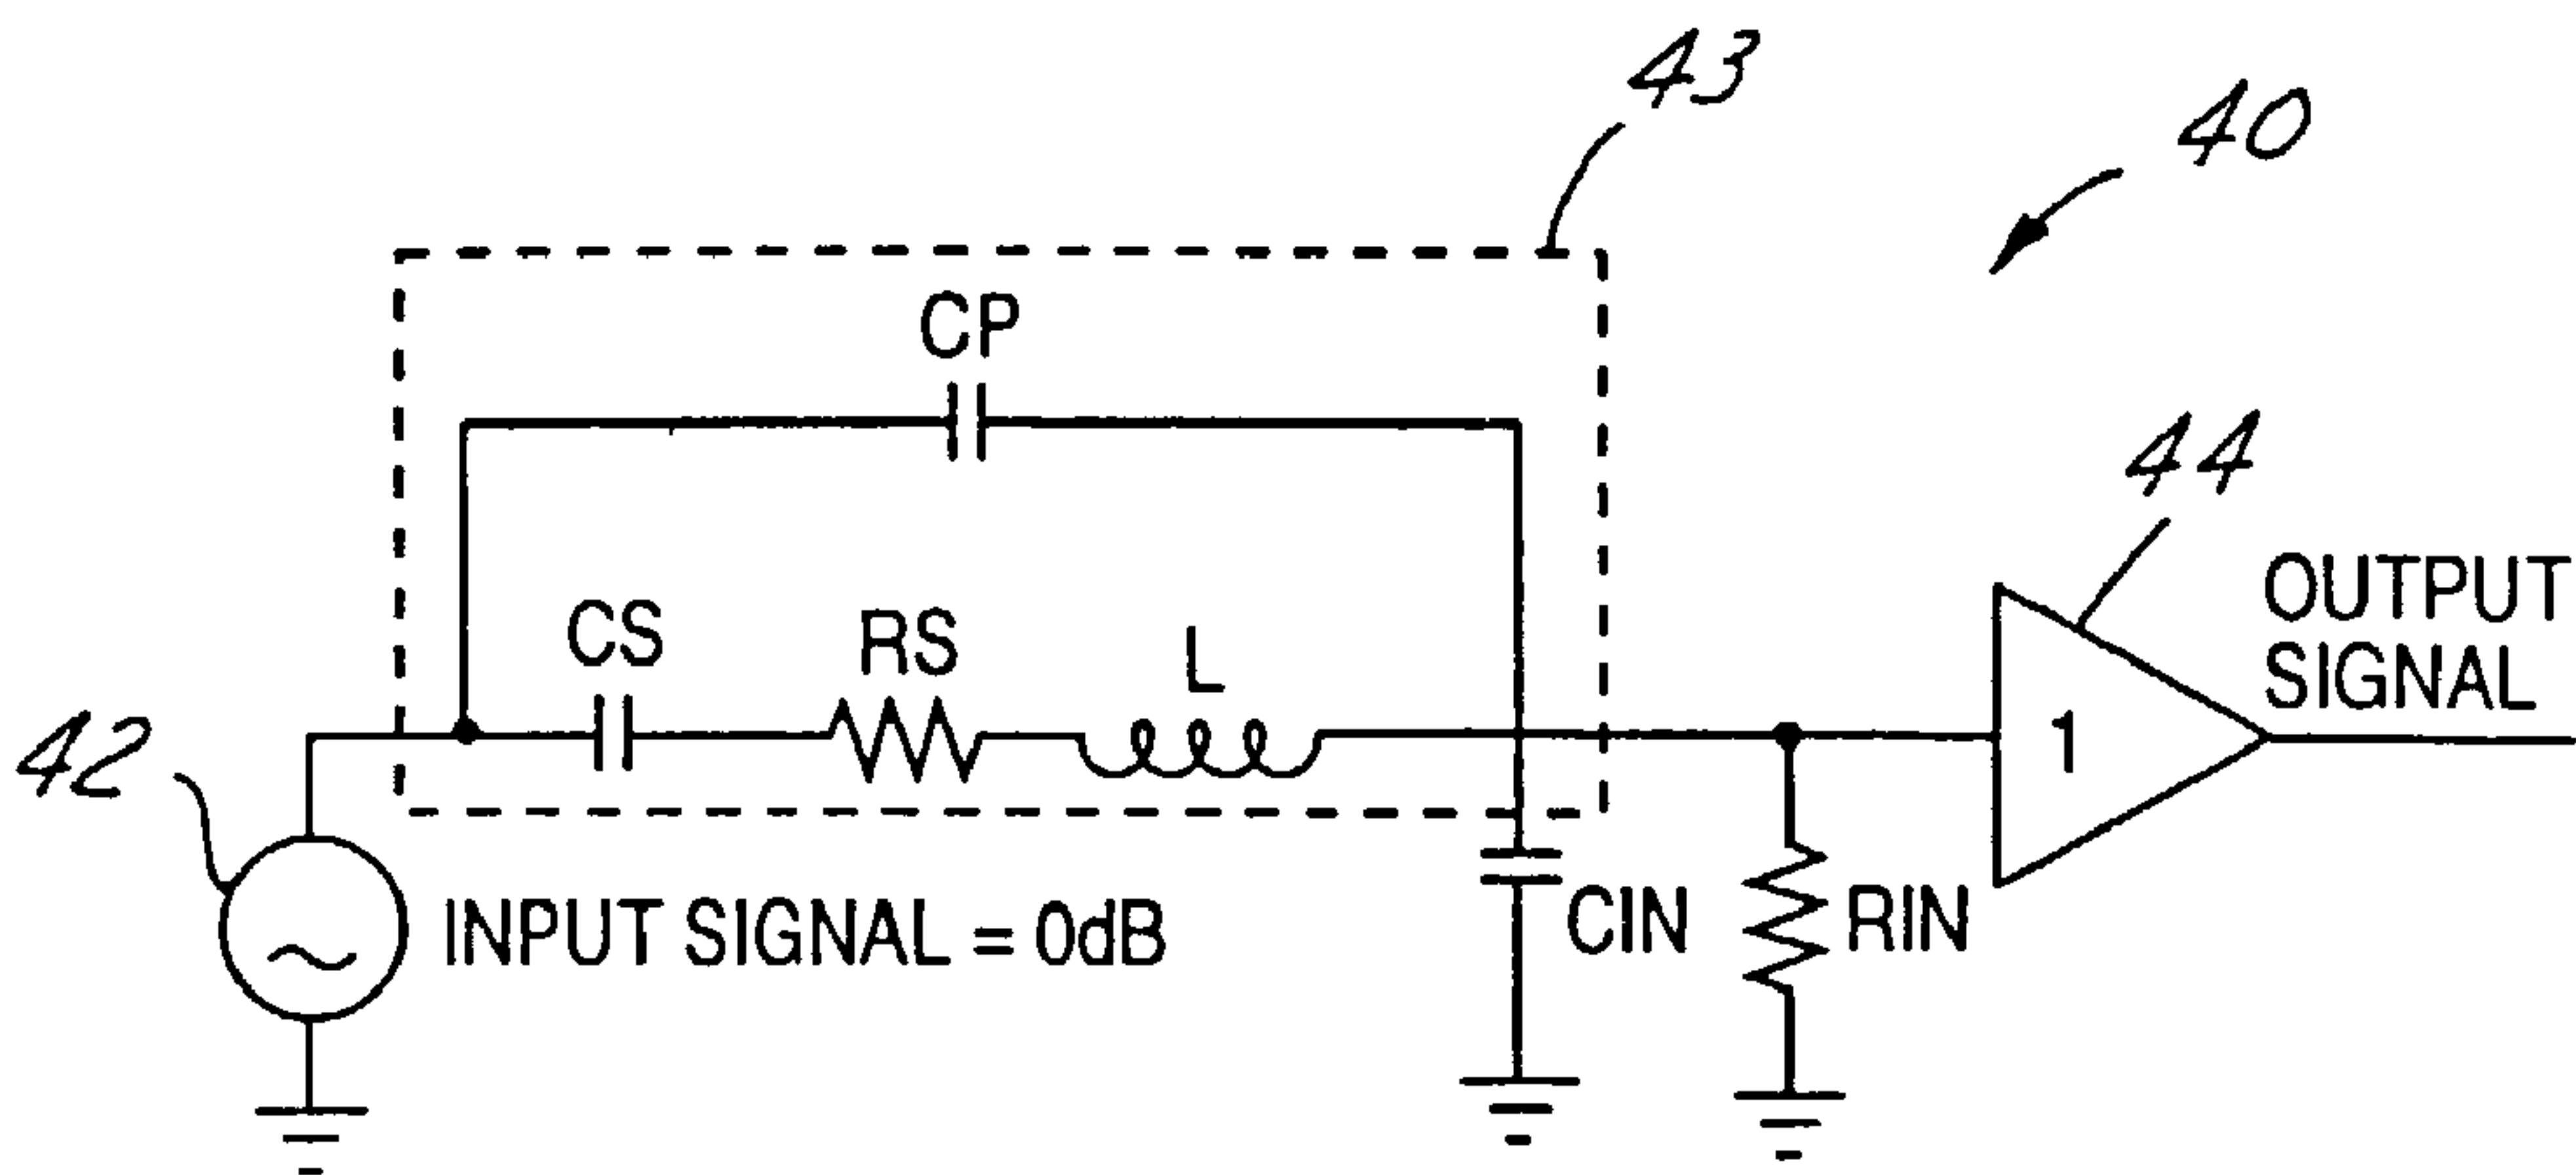 43
40
CP
44
CS
RS
L
OUTPUT
SIGNAL
42
1
INPUT SIGNAL = 0dB
CIN
RIN